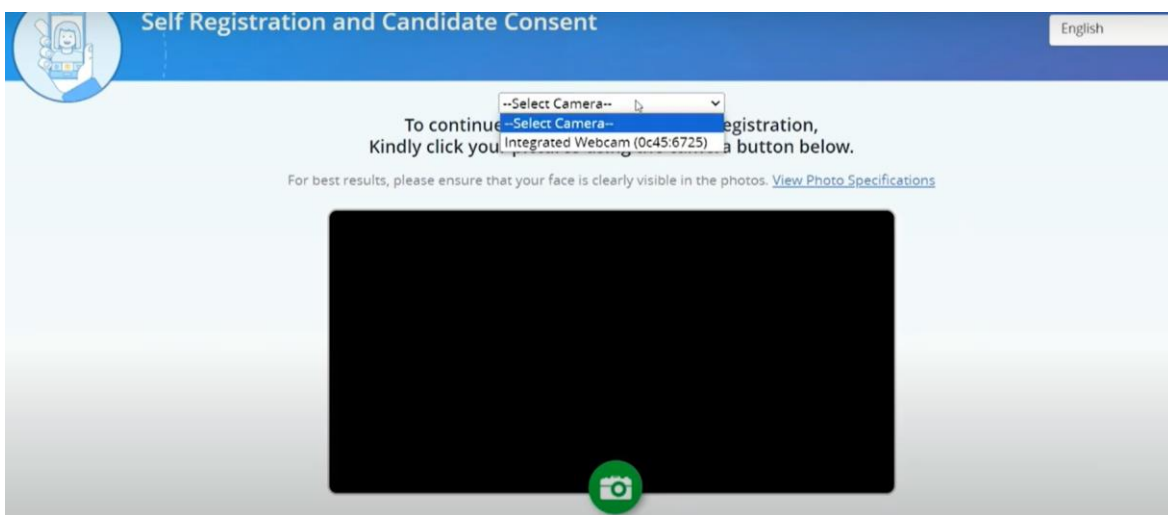 Self Registration and Candidate Consent
English
--Select Camera--
--Select Camera--
Integrated Webcam (0c45:6725)
To continue egistration,
Kindly click you a button below.
For best results, please ensure that your face is clearly visible in the photos. View Photo Specifications